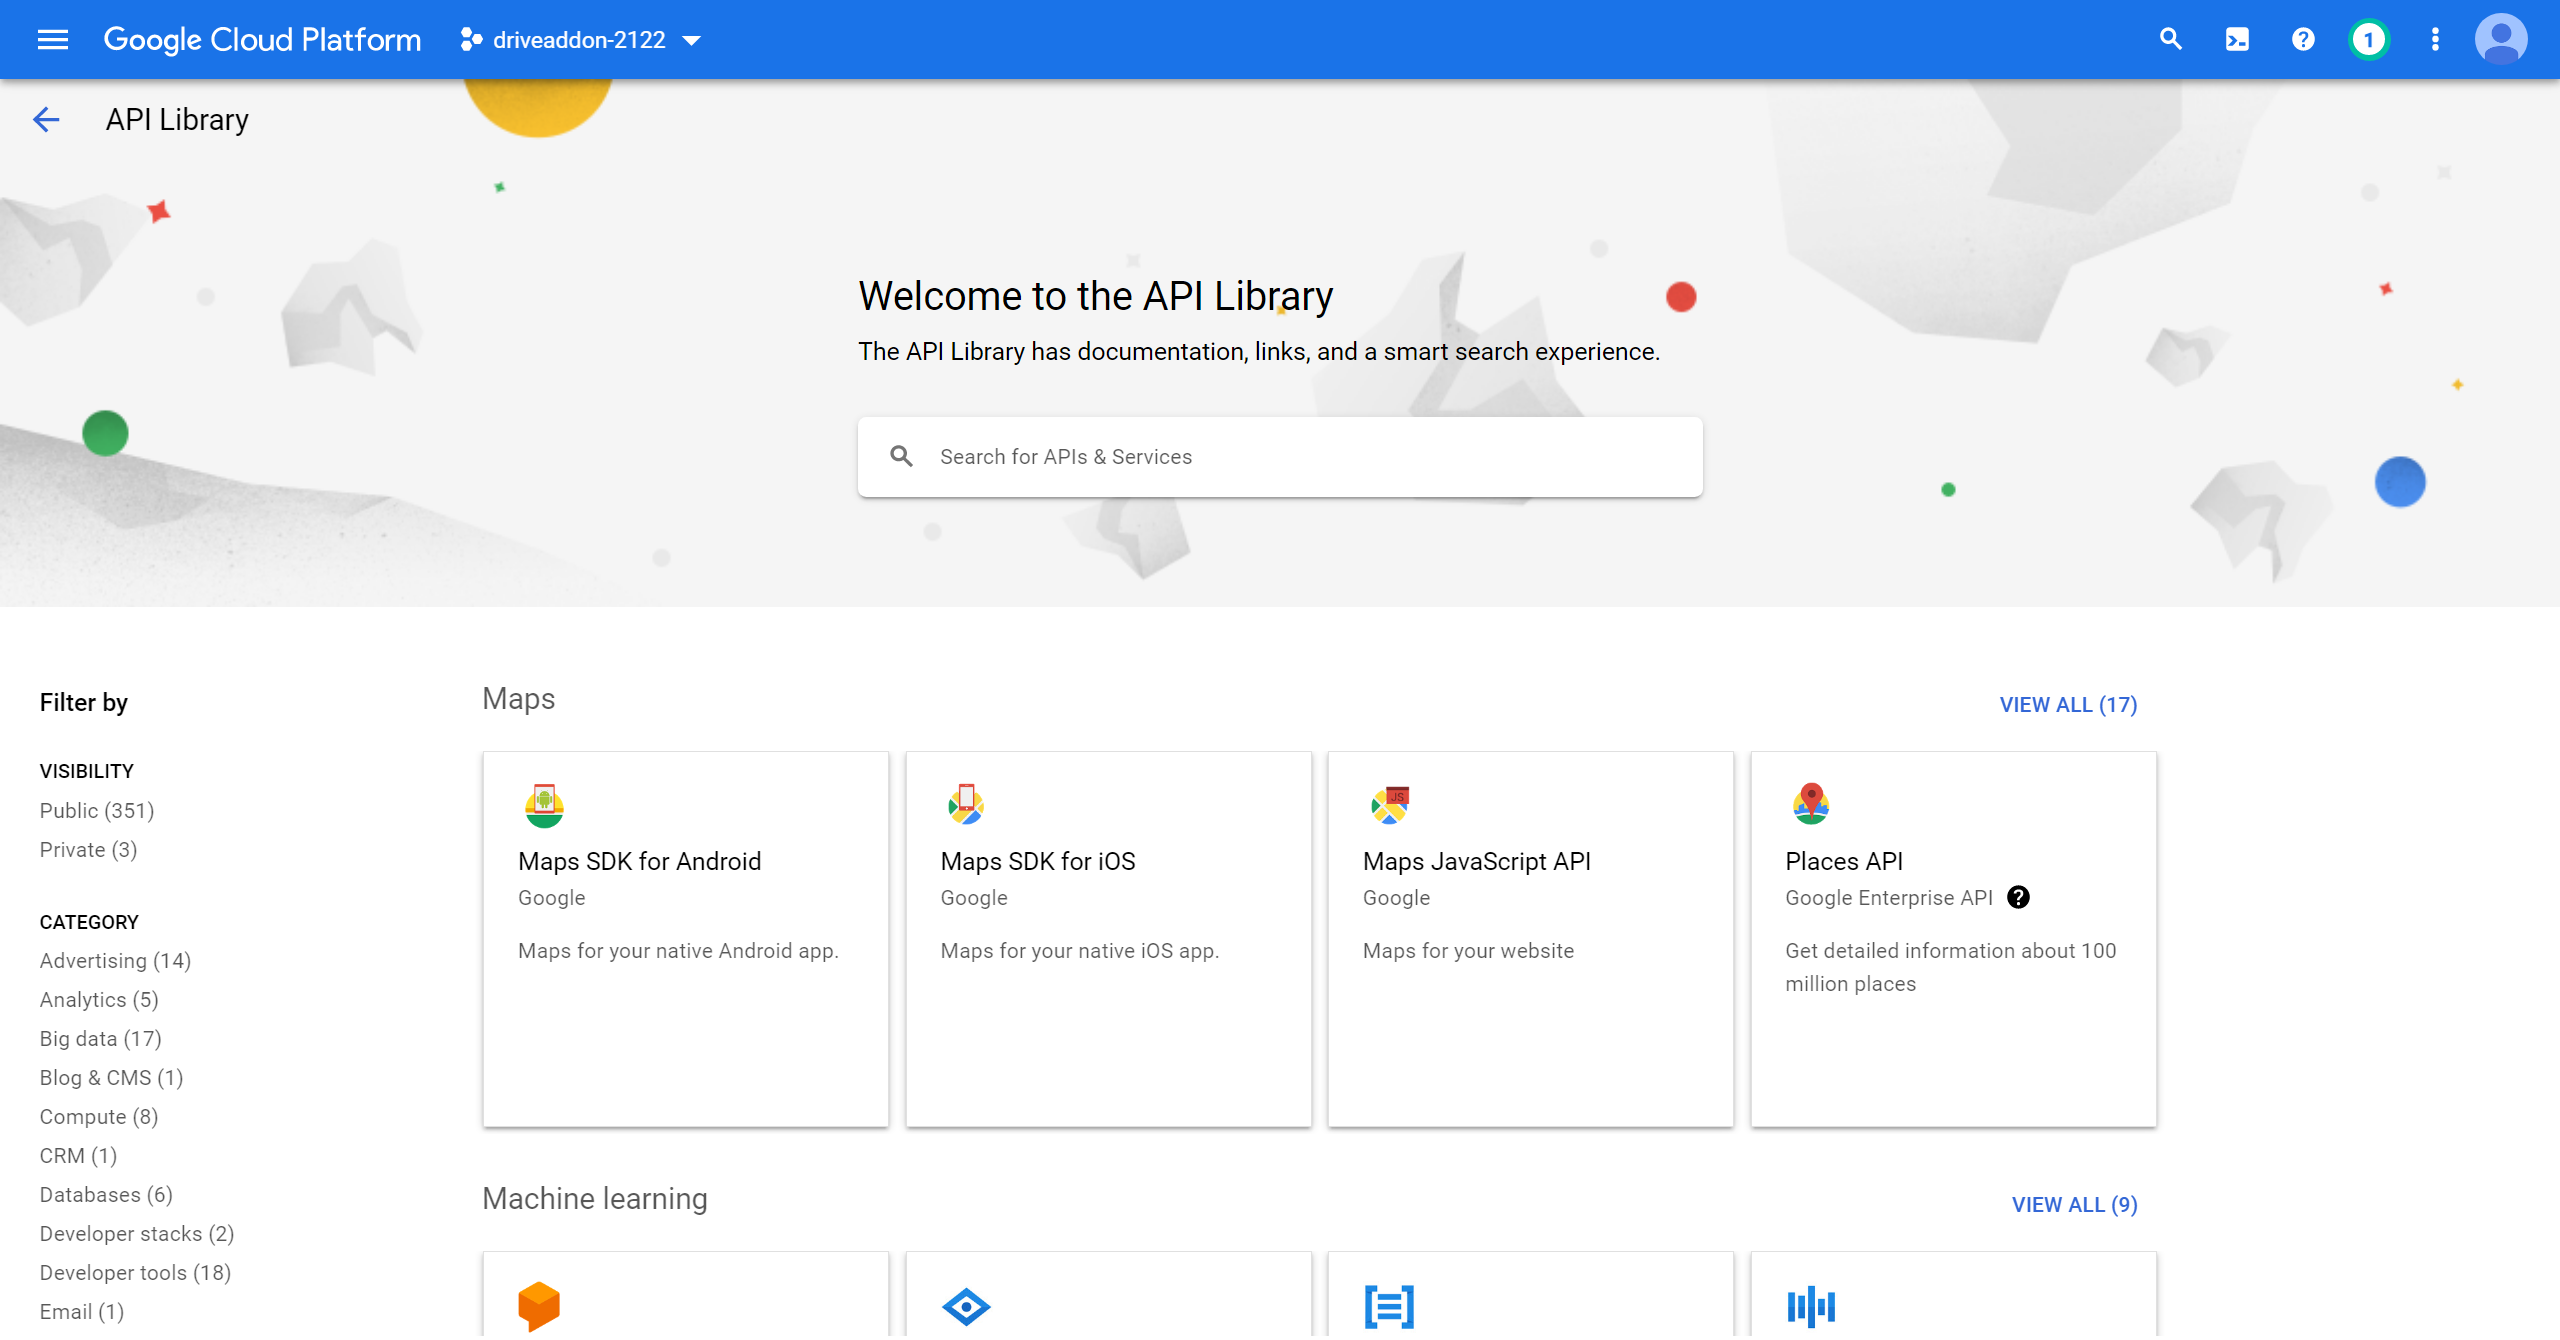 Google Cloud Platform
driveaddon-2122
1
API Library
Welcome to the API Library
The API Library has documentation, links, and a smart search experience.
Search for APIs & Services
Filter by
VISIBILITY
Public (351)
Private (3)
CATEGORY
Advertising (14)
Analytics (5)
Big data (17)
Blog & CMS (1)
Compute (8)
CRM (1)
Databases (6)
Developer stacks (2)
Developer tools (18)
Email (1)
Maps
VIEW ALL (17)
Maps SDK for Android
Google
Maps for your native Android app.
Maps SDK for iOS
Google
Maps for your native iOS app.
JS
Maps JavaScript API
Google
Maps for your website
Places API
Google Enterprise API
Get detailed information about 100
million places
Machine learning
VIEW ALL (9)